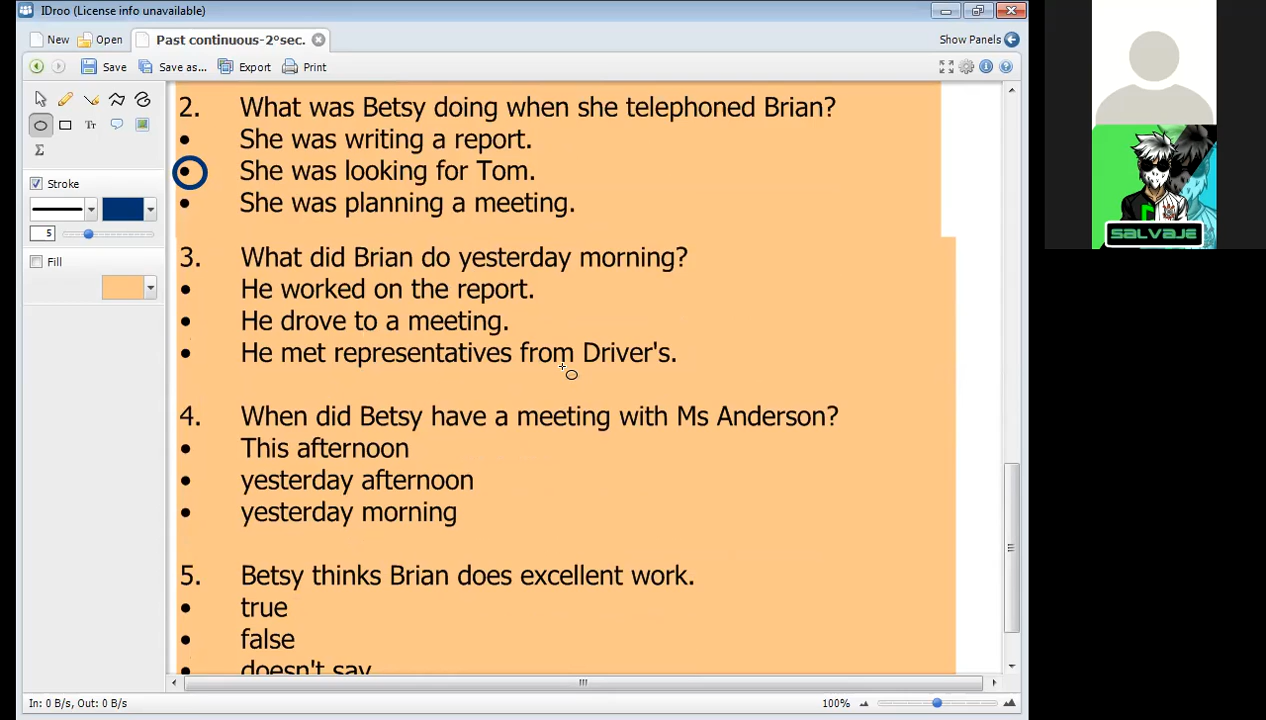 IDroo (License info unavailable)
New Open Past continuous-2°sec. Show Panels
Save Save as... Export Print
Tr
Σ
Stroke
5
Fill
2. What was Betsy doing when she telephoned Brian?
• She was writing a report.
• She was looking for Tom.
• She was planning a meeting.
3. What did Brian do yesterday morning?
• He worked on the report.
• He drove to a meeting.
• He met representatives from Driver's.
4. When did Betsy have a meeting with Ms Anderson?
• This afternoon
• yesterday afternoon
• yesterday morning
5. Betsy thinks Brian does excellent work.
• true
• false
• doesn't say
In: 0 B/s, Out: 0 B/s 100%
SALVAJE